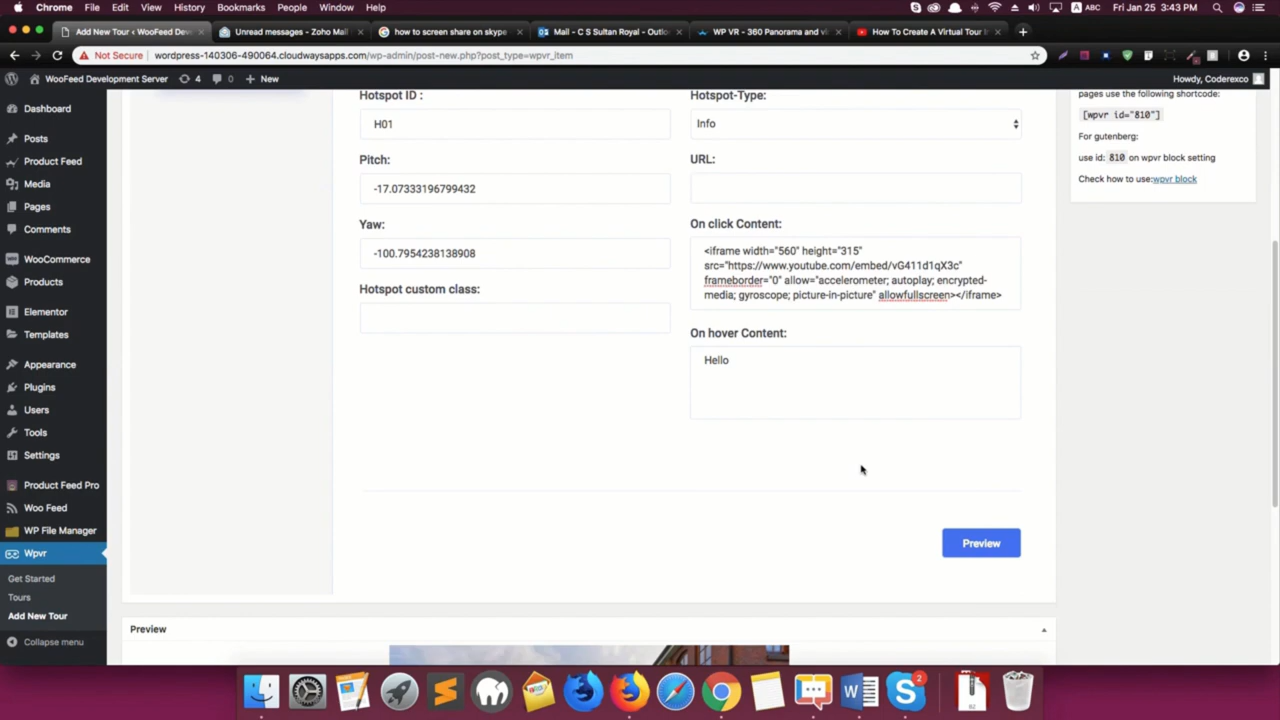 Chrome File Edit View History Bookmarks People Window Help ABC Fri Jan 25 3:43 PM
Add New Tour ‹ WooFeed Deve Unread messages - Zoho Mail how to screen share on skype Mail - C S Sultan Royal - Outlo WP VR - 360 Panorama and vi How To Create A Virtual Tour I
Not Secure wordpress-140306-490064.cloudwaysapps.com/wp-admin/post-new.php?post_type=wpvr_item
WooFeed Development Server 4 0 New Howdy, Coderexco
Dashboard
Posts
Product Feed
Media
Pages
Comments
WooCommerce
Products
Elementor
Templates
Appearance
Plugins
Users
Tools
Settings
Product Feed Pro
Woo Feed
WP File Manager
Wpvr
Get Started
Tours
Add New Tour
Collapse menu
Hotspot ID :
H01
Pitch:
-17.07333196799432
Yaw:
-100.7954238138908
Hotspot custom class:
Hotspot-Type:
Info
URL:
On click Content:
<iframe width="560" height="315"
src="https://www.youtube.com/embed/vG411d1qX3c"
frameborder="0" allow="accelerometer; autoplay; encrypted-
media; gyroscope; picture-in-picture" allowfullscreen></iframe>
On hover Content:
Hello
Preview
Preview
pages use the following shortcode:
[wpvr id="810"]
For gutenberg:
use id: 810 on wpvr block setting
Check how to use:wpvr block
2